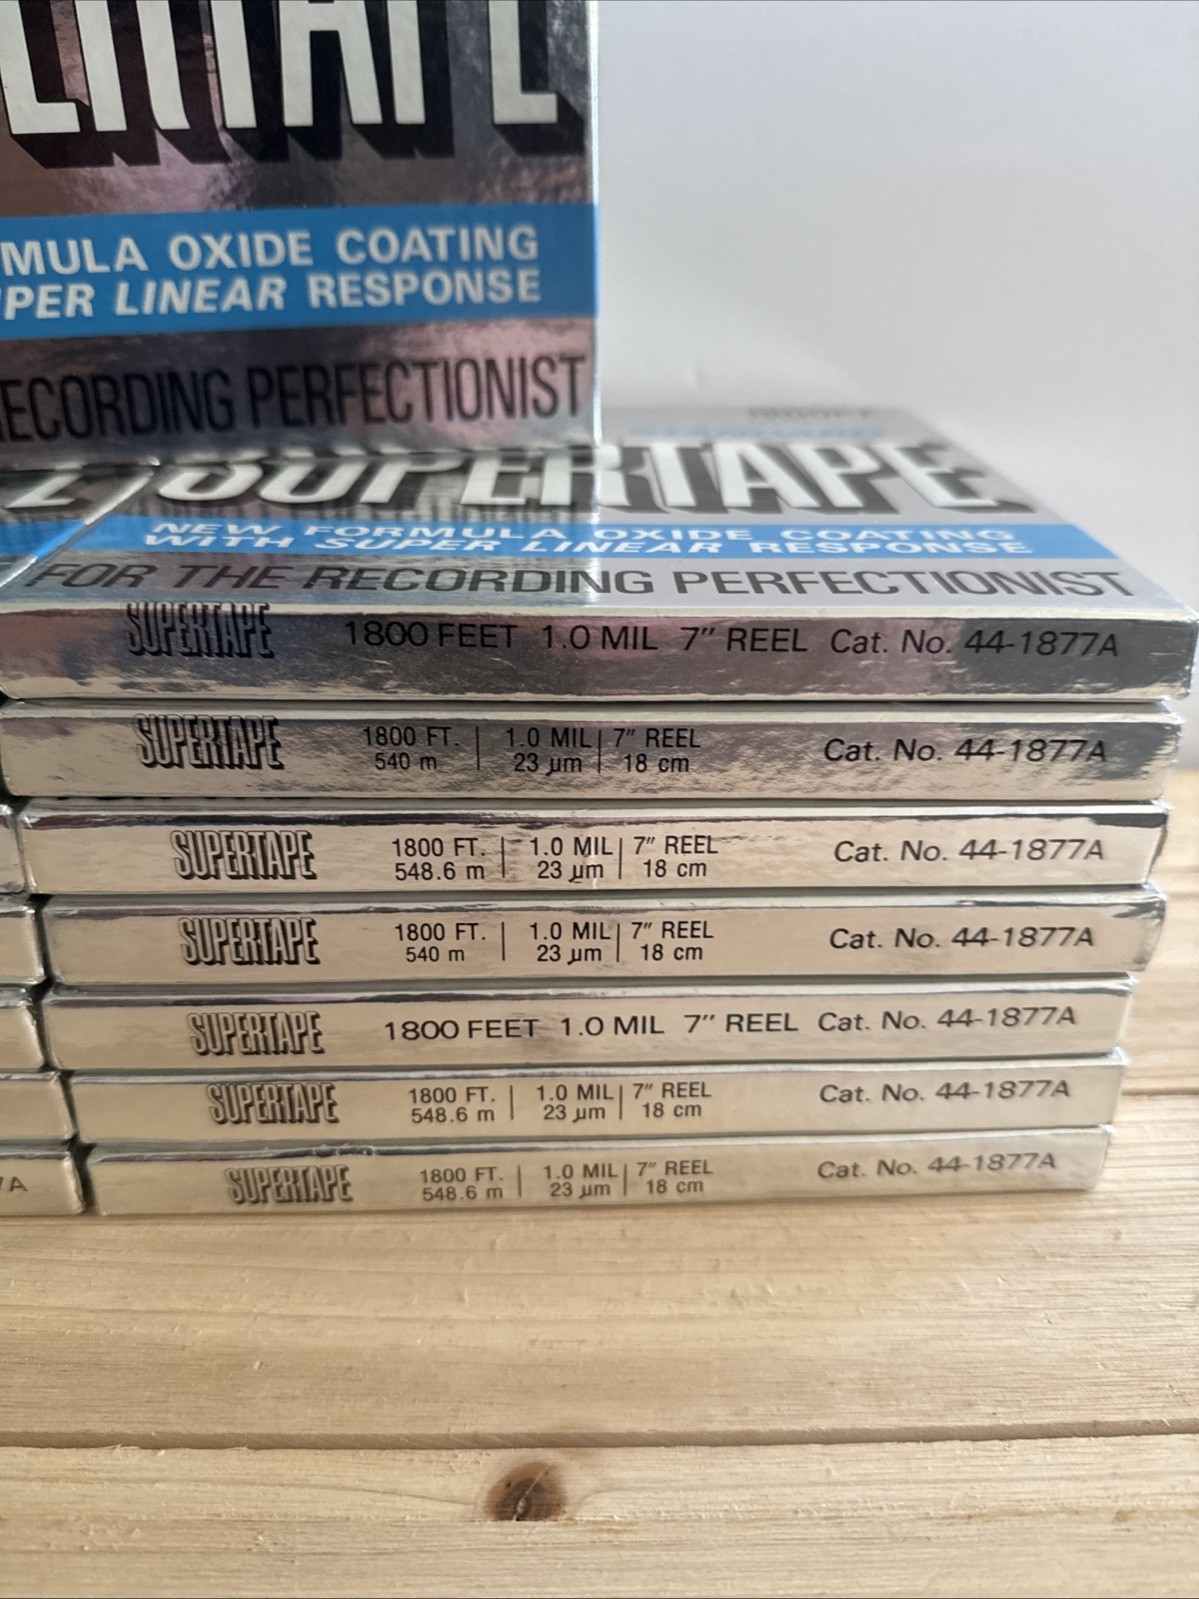 ERTAPE
RMULA OXIDE COATING
PER LINEAR RESPONSE
RECORDING PERFECTIONIST
STANDARD
SUPERTAPE
NEW FORMULA OXIDE COATING
WITH SUPER LINEAR RESPONSE
FOR THE RECORDING PERFECTIONIST
SUPERTAPE 1800 FEET 1.0 MIL 7" REEL Cat. No. 44-1877A
SUPERTAPE 1800 FT. | 1.0 MIL | 7" REEL Cat. No. 44-1877A
540 m 23 µm 18 cm
SUPERTAPE 1800 FT. | 1.0 MIL | 7" REEL Cat. No. 44-1877A
548.6 m 23 µm 18 cm
SUPERTAPE 1800 FT. | 1.0 MIL | 7" REEL Cat. No. 44-1877A
540 m 23 µm 18 cm
SUPERTAPE 1800 FEET 1.0 MIL 7" REEL Cat. No. 44-1877A
SUPERTAPE 1800 FT. | 1.0 MIL | 7" REEL Cat. No. 44-1877A
548.6 m 23 µm 18 cm
7A SUPERTAPE 1800 FT. | 1.0 MIL | 7" REEL Cat. No. 44-1877A
548.6 m 23 µm 18 cm